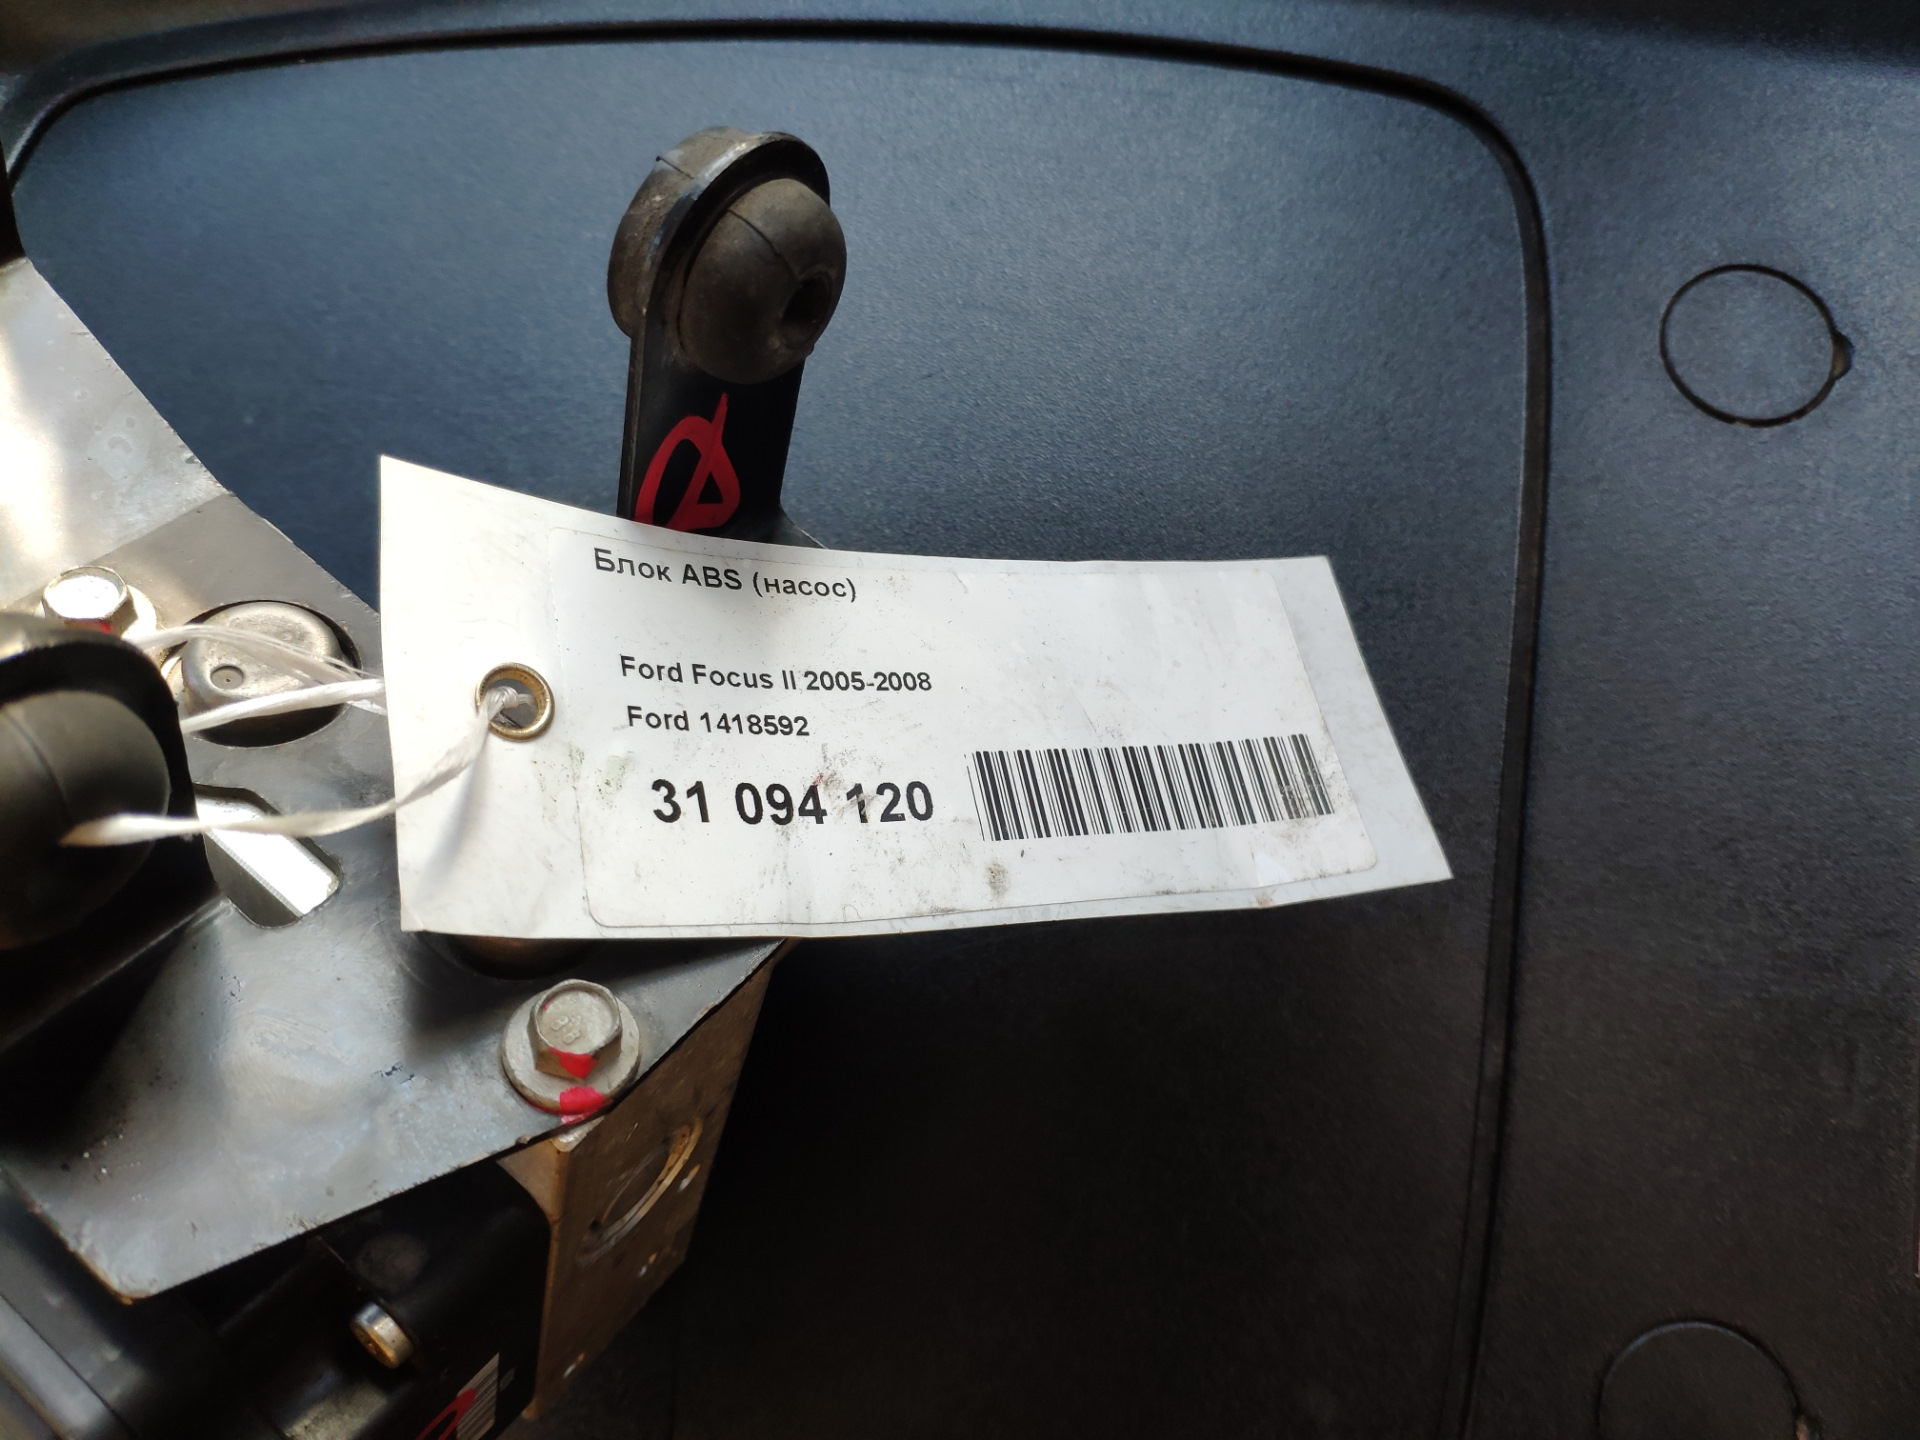 Блок ABS (насос)
Ford Focus II 2005-2008
Ford 1418592
31 094 120